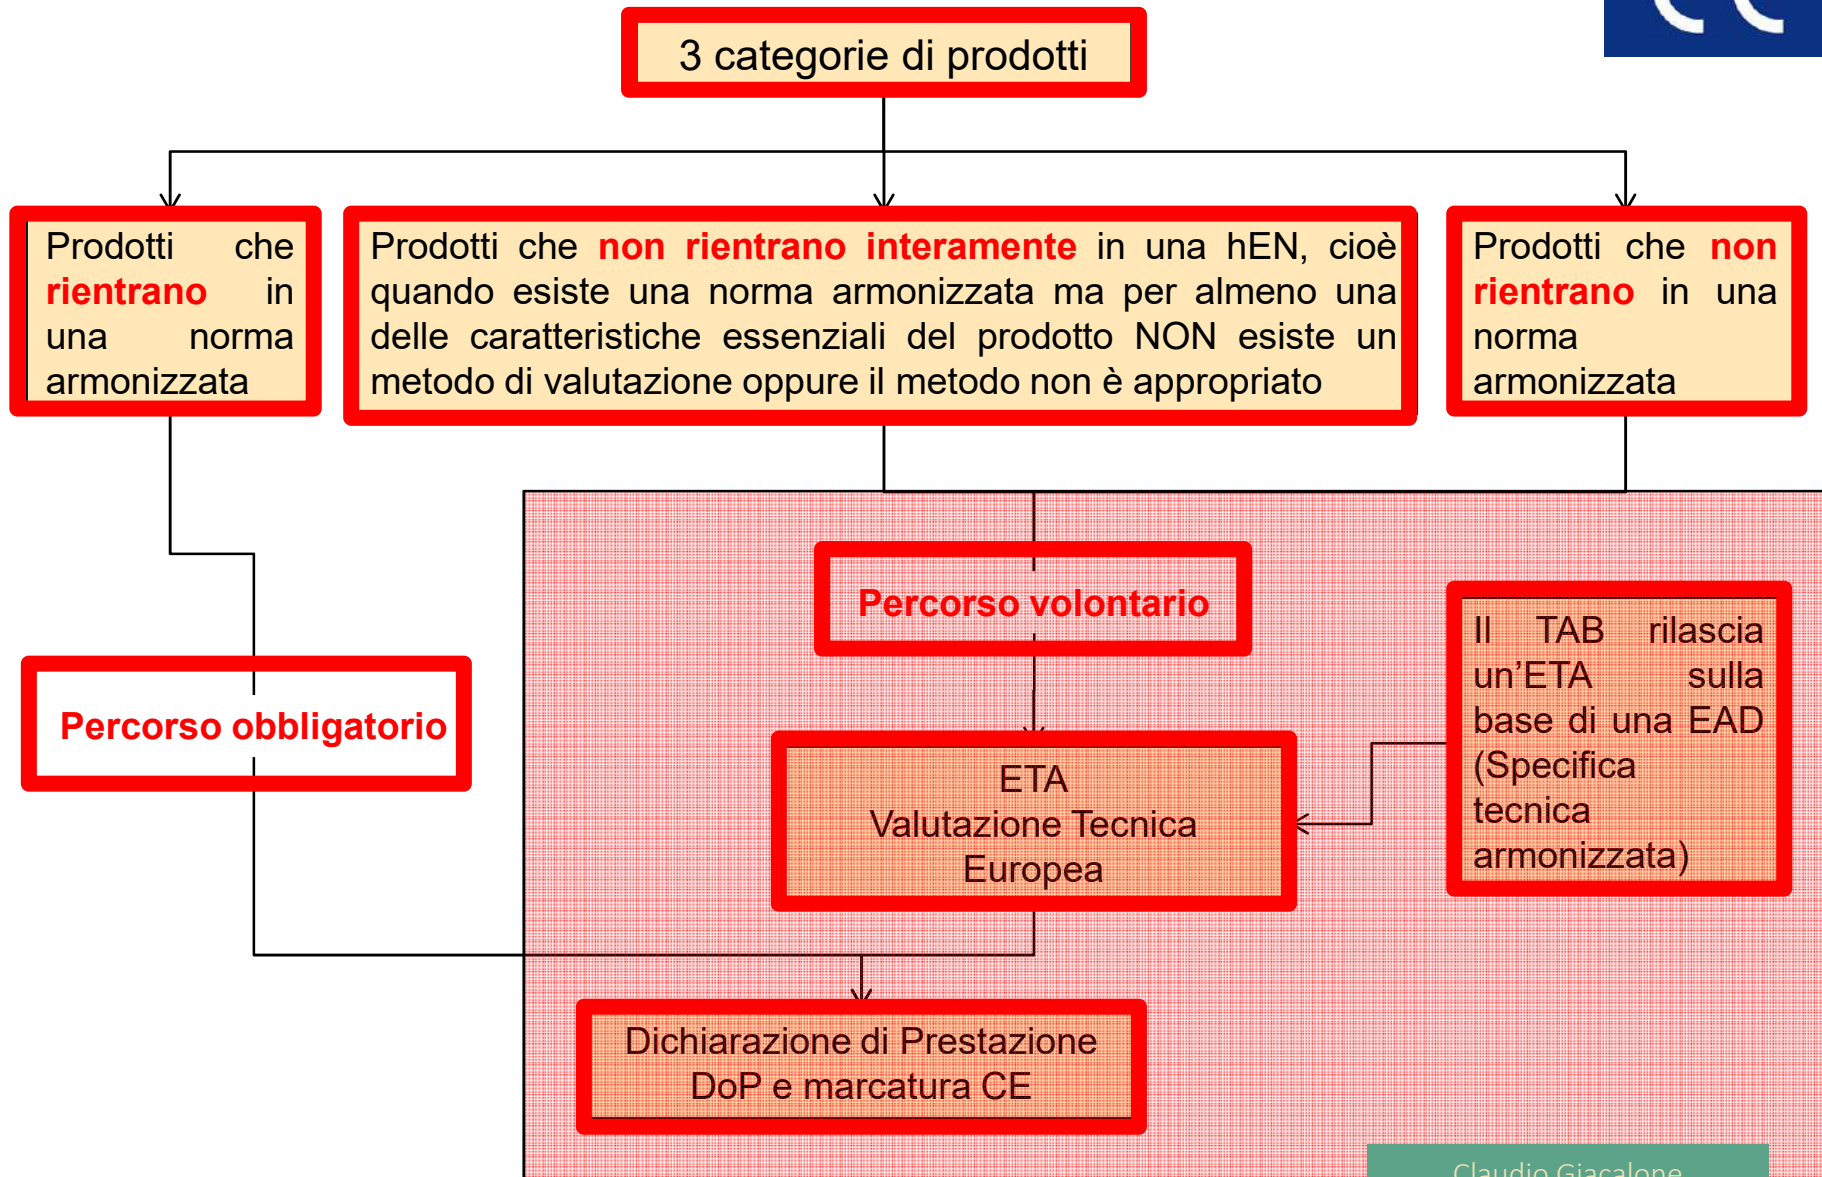 3 categorie di prodotti
Prodotti che
rientrano in
una norma
armonizzata
Prodotti che non rientrano interamente in una hEN, cioè
quando esiste una norma armonizzata ma per almeno una
delle caratteristiche essenziali del prodotto NON esiste un
metodo di valutazione oppure il metodo non è appropriato
Prodotti che non
rientrano in una
norma
armonizzata
Percorso obbligatorio
Percorso volontario
Il TAB rilascia
un’ETA sulla
base di una EAD
(Specifica
tecnica
armonizzata)
ETA
Valutazione Tecnica
Europea
Dichiarazione di Prestazione
DoP e marcatura CE
Claudio Giacalone